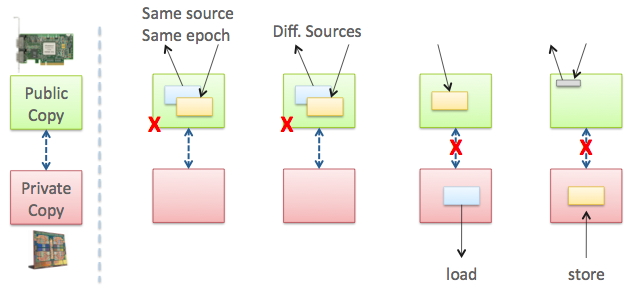 Same source
Same epoch
Diff. Sources
Public
Copy
X
X
X
X
Private
Copy
load
store